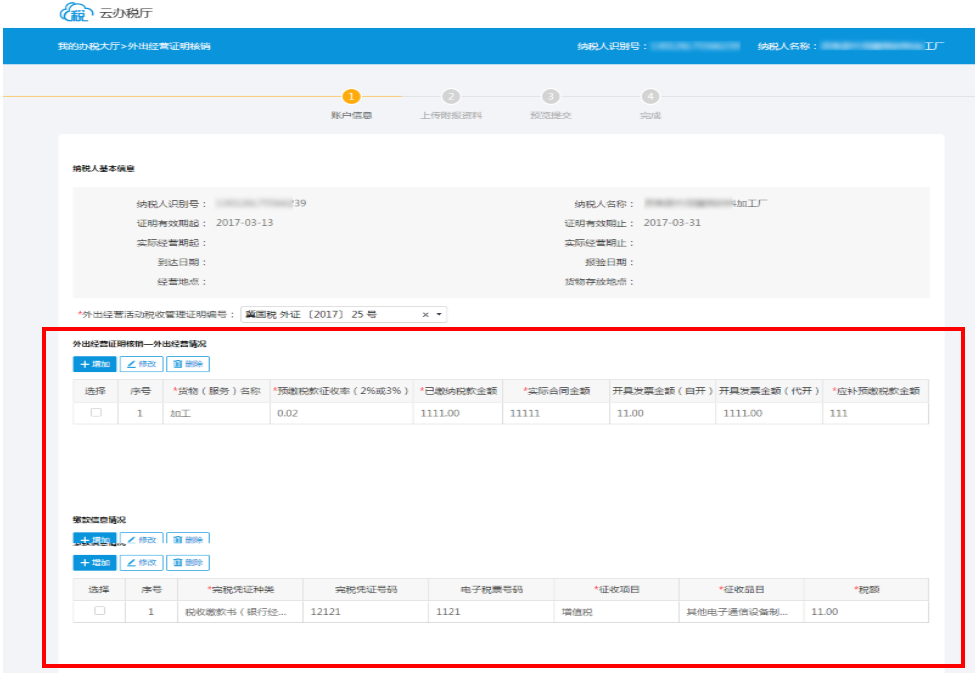 税 云办税厅
我的办税大厅>外出经营证明核销 纳税人识别号： 纳税人名称： 工厂
1 2 3 4
账户信息 上传附报资料 预览提交 完成
纳税人基本信息
纳税人识别号： 239 纳税人名称： 加工厂
证明有效期起： 2017-03-13 证明有效期止： 2017-03-31
实际经营期起： 实际经营期止：
到达日期： 报验日期：
经营地点： 货物存放地点：
*外出经营活动税收管理证明编号： 冀国税 外证 〔2017〕 25 号 ×
外出经营证明核销—外出经营情况
+ 增加 修改 删除
选择 序号 *货物（服务）名称 *预缴税款征收率（2%或3%） *已缴纳税款金额 *实际合同金额 开具发票金额（自开） 开具发票金额（代开） *应补预缴税款金额
1 加工 0.02 1111.00 11111 11.00 1111.00 111
缴款信息情况
+ 增加 修改 删除
+ 增加 修改 删除
选择 序号 *完税凭证种类 完税凭证号码 电子税票号码 *征收项目 *征收品目 *税额
1 税收缴款书（银行经... 12121 1121 增值税 其他电子通信设备制... 11.00